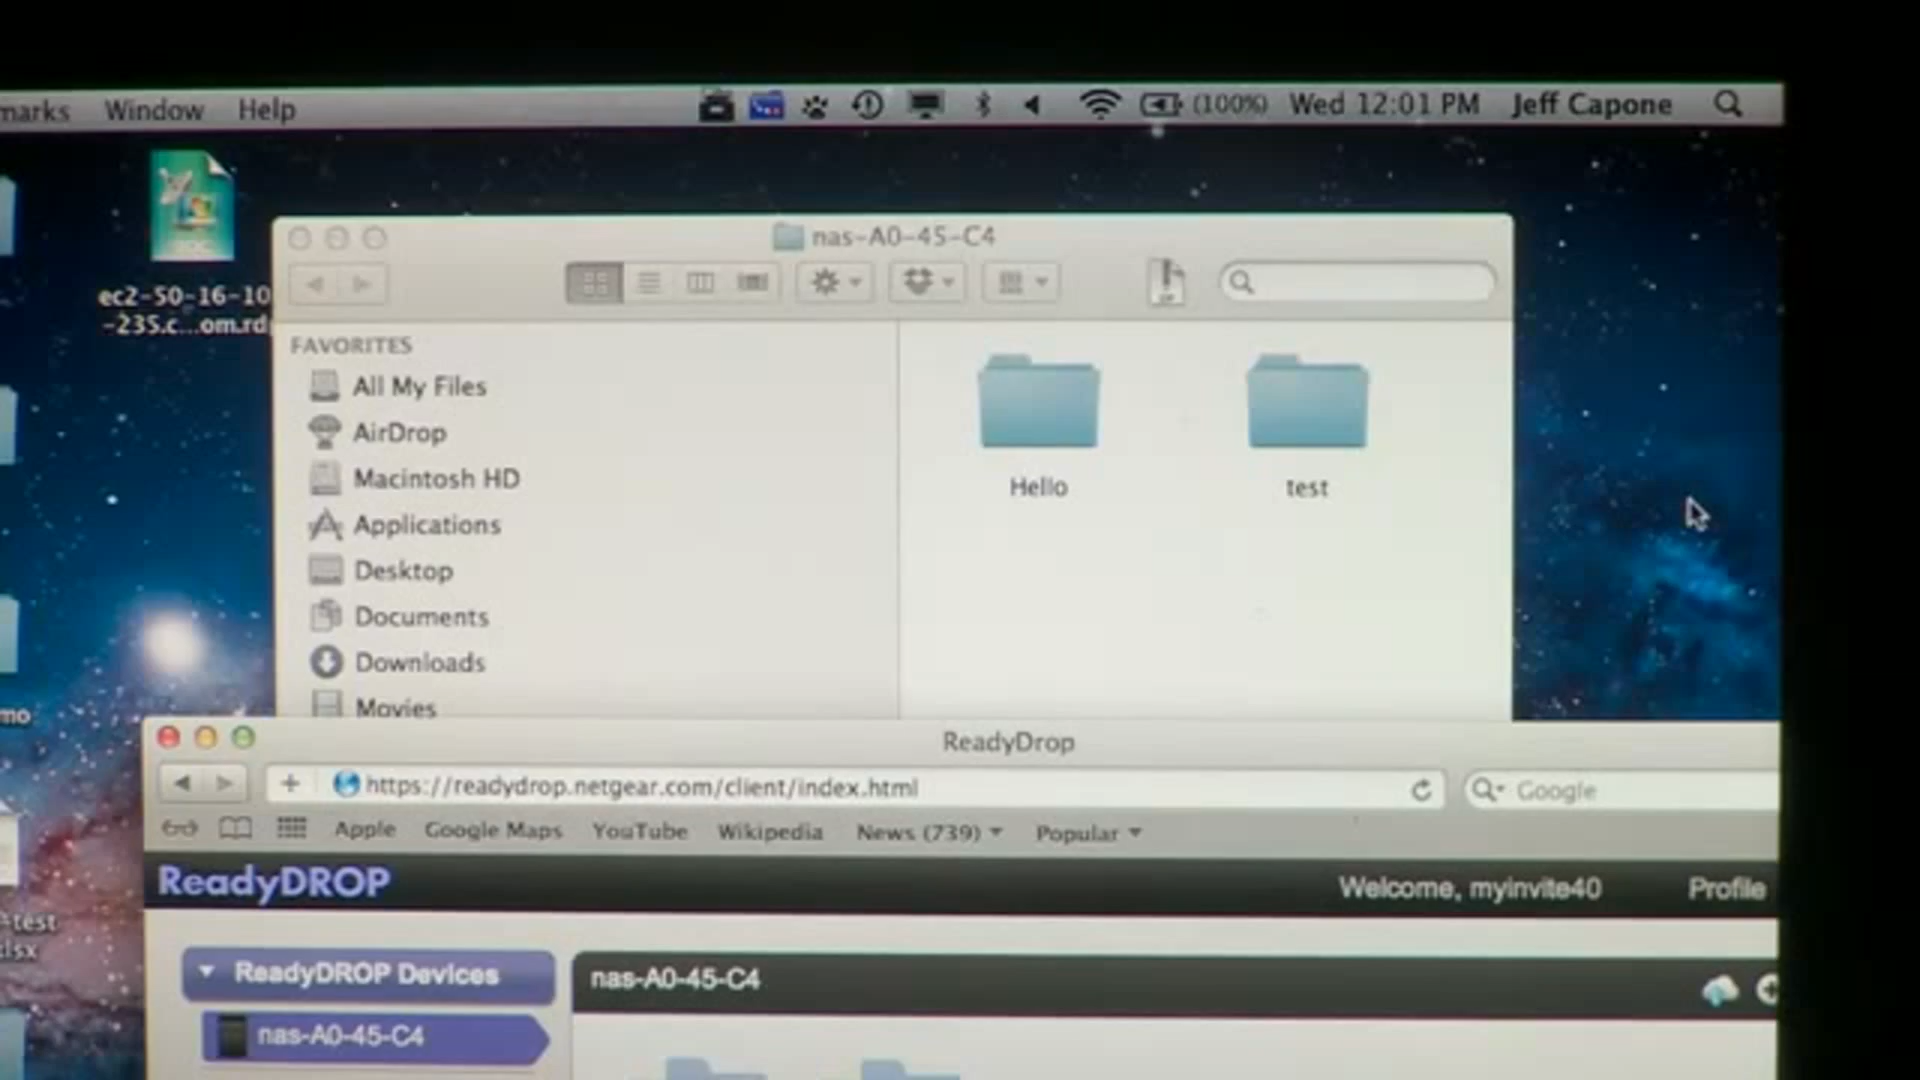 marks Window Help (100%) Wed 12:01 PM Jeff Capone
ec2-50-16-10
-235.c...om.rd
nas-A0-45-C4
FAVORITES
All My Files
AirDrop
Macintosh HD
Applications
Desktop
Documents
Downloads
Movies
Hello test
mo
ReadyDrop
https://readydrop.netgear.com/client/index.html
Google
Apple Google Maps YouTube Wikipedia News (739) Popular
ReadyDROP
Welcome, myinvite40 Profile
test
lsx
ReadyDROP Devices
nas-A0-45-C4
nas-A0-45-C4